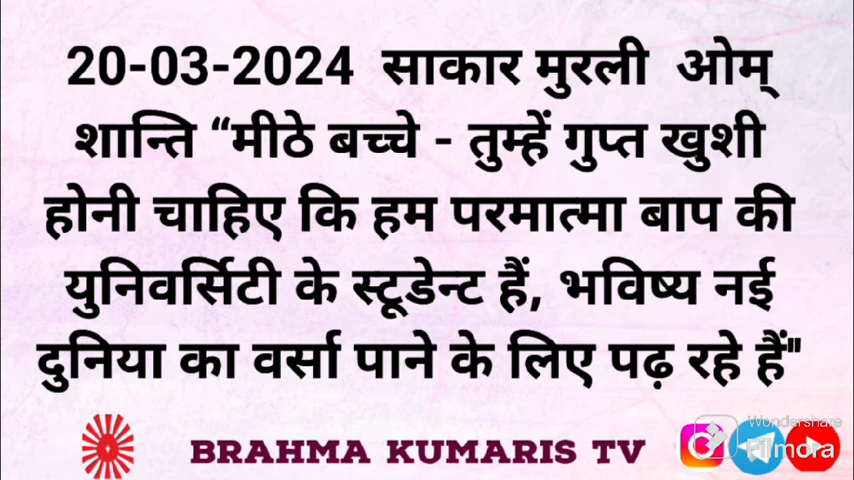 20-03-2024 साकार मुरली ओम्
शान्ति “मीठे बच्चे - तुम्हें गुप्त खुशी
होनी चाहिए कि हम परमात्मा बाप की
युनिवर्सिटी के स्टूडेन्ट हैं, भविष्य नई
दुनिया का वर्सा पाने के लिए पढ़ रहे हैं"
BRAHMA KUMARIS TV
Wondershare
Filmora